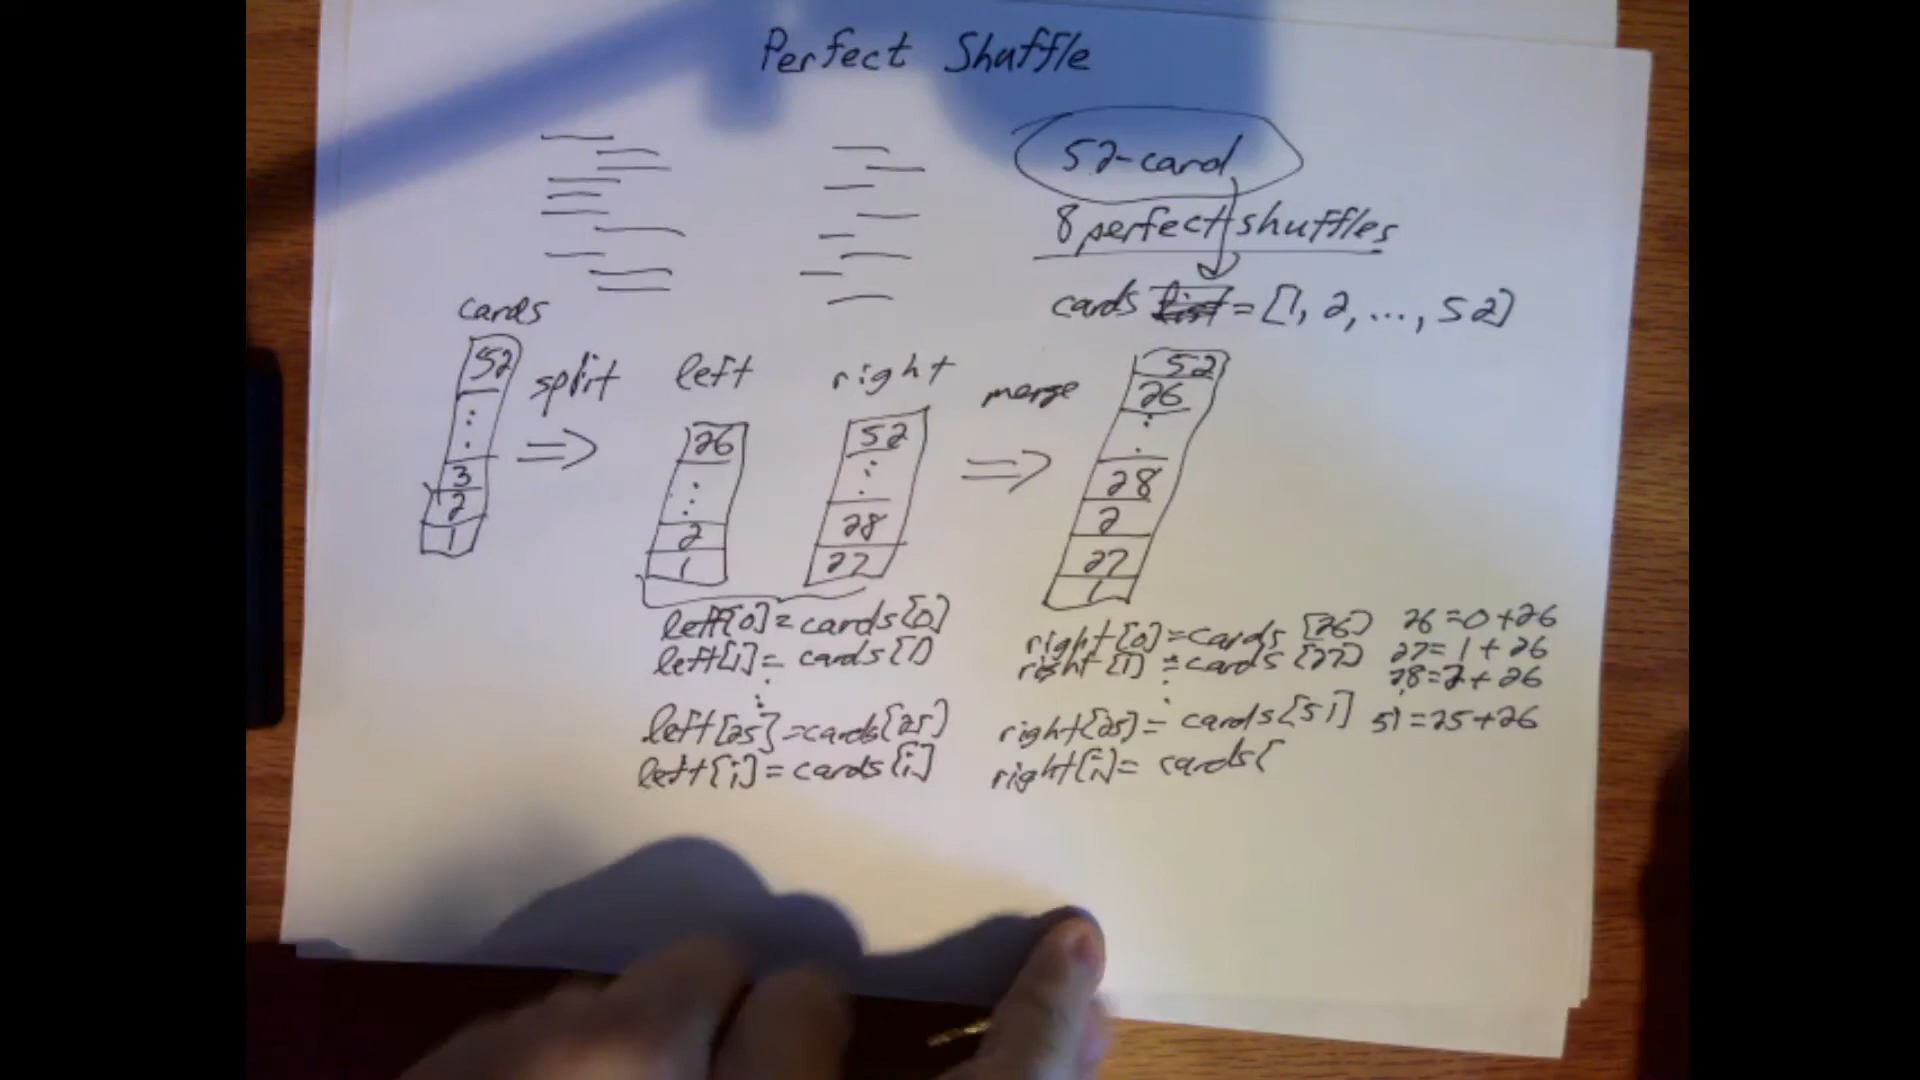 Perfect Shuffle
52-card
8 perfect shuffles
cards = [1, 2, ..., 52]
cards
52
:
3
2
1
split
⇒
left
26
:
2
1
right
52
:
28
27
merge
⇒
52
26
:
28
2
27
1
left[0] = cards[0]
left[1] = cards[1]
:
left[25] = cards[25]
left[i] = cards[i]
right[0] = cards [26] 26 = 0 + 26
right[1] = cards [27] 27 = 1 + 26
: 28 = 2 + 26
right[25] = cards[51] 51 = 25 + 26
right[i] = cards[